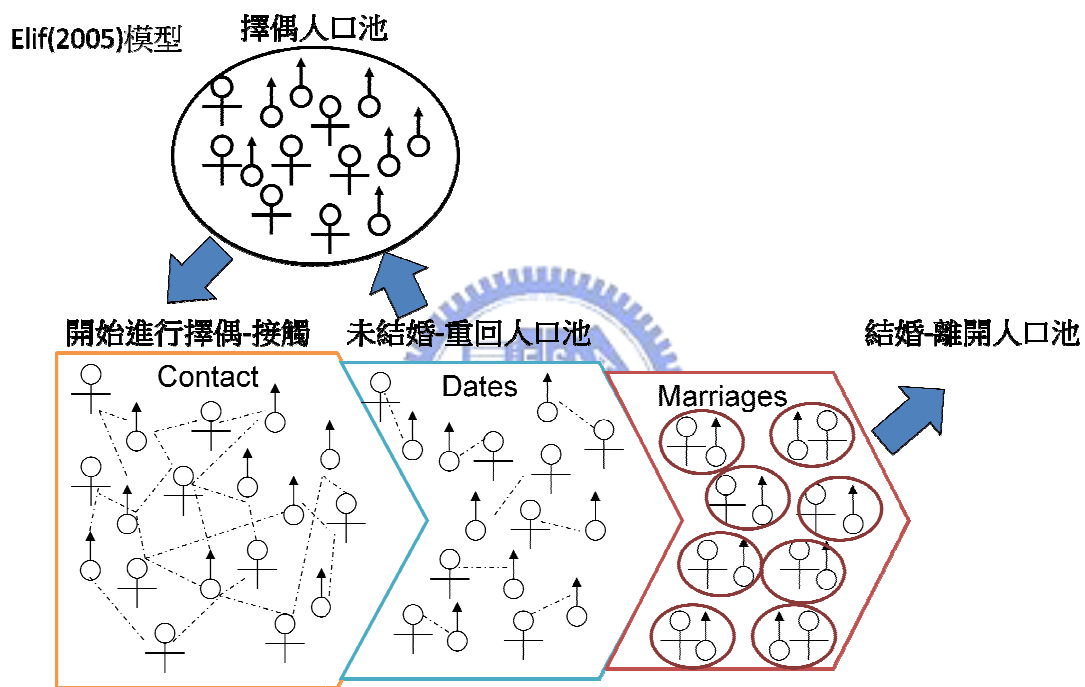 Elif(2005)模型
擇偶人口池
開始進行擇偶-接觸
未結婚-重回人口池
結婚-離開人口池
Contact
Dates
Marriages